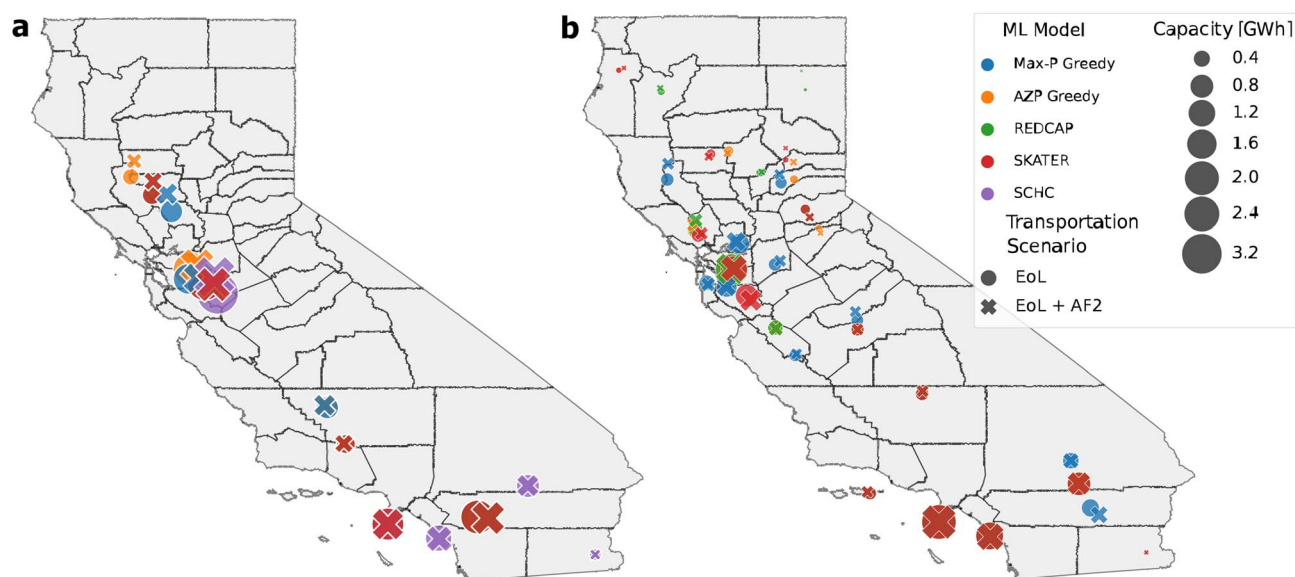 a
b
ML Model
Max-P Greedy
AZP Greedy
REDCAP
SKATER
SCHC
Transportation
Scenario
EoL
EoL + AF2
Capacity [GWh]
0.4
0.8
1.2
1.6
2.0
2.4
3.2